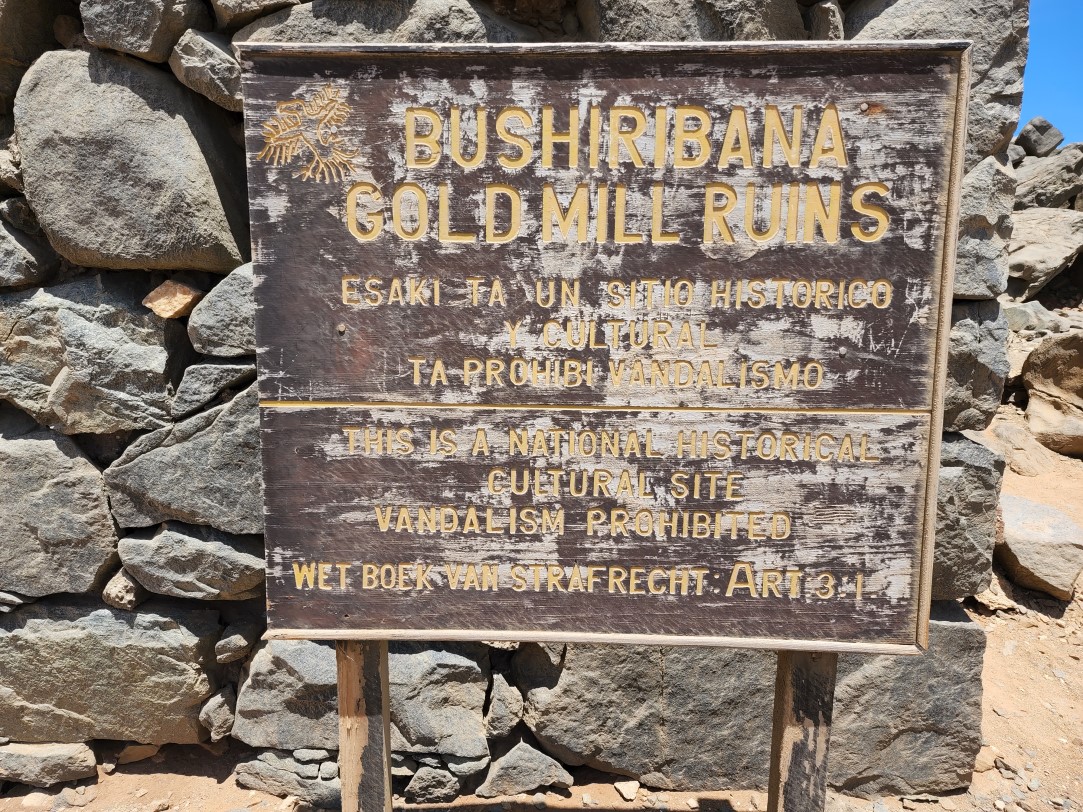 BUSHIRIBANA
GOLD MILL RUINS
ESAKI TA UN SITIO HISTORICO
Y CULTURAL
TA PROHIBI VANDALISMO
THIS IS A NATIONAL HISTORICAL
CULTURAL SITE
VANDALISM PROHIBITED
WET BOEK VAN STRAFRECHT: ART 3:1